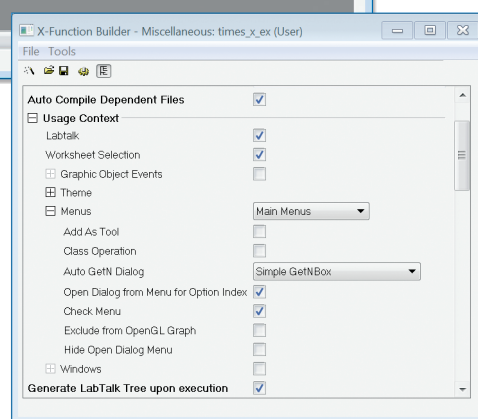 X-Function Builder - Miscellaneous: times_x_ex (User)
File Tools
Auto Compile Dependent Files
Usage Context
Labtalk
Worksheet Selection
Graphic Object Events
Theme
Menus Main Menus
Add As Tool
Class Operation
Auto GetN Dialog Simple GetNBox
Open Dialog from Menu for Option Index
Check Menu
Exclude from OpenGL Graph
Hide Open Dialog Menu
Windows
Generate LabTalk Tree upon execution